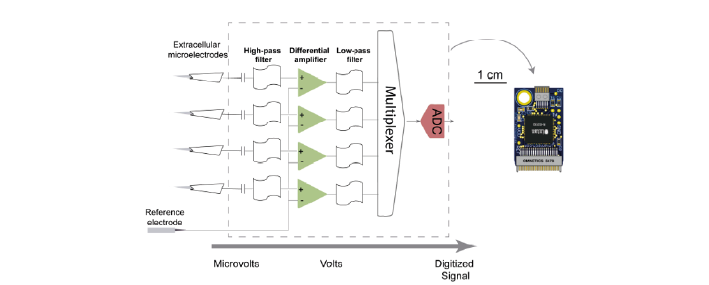 Extracellular
microelectrodes
High-pass
filter
Differential
amplifier
Low-pass
filler
1 cm
+
-
+
-
+
-
+
-
Multiplexer
ADC
Reference
electrode
Microvolts
Volts
Digitized
Signal